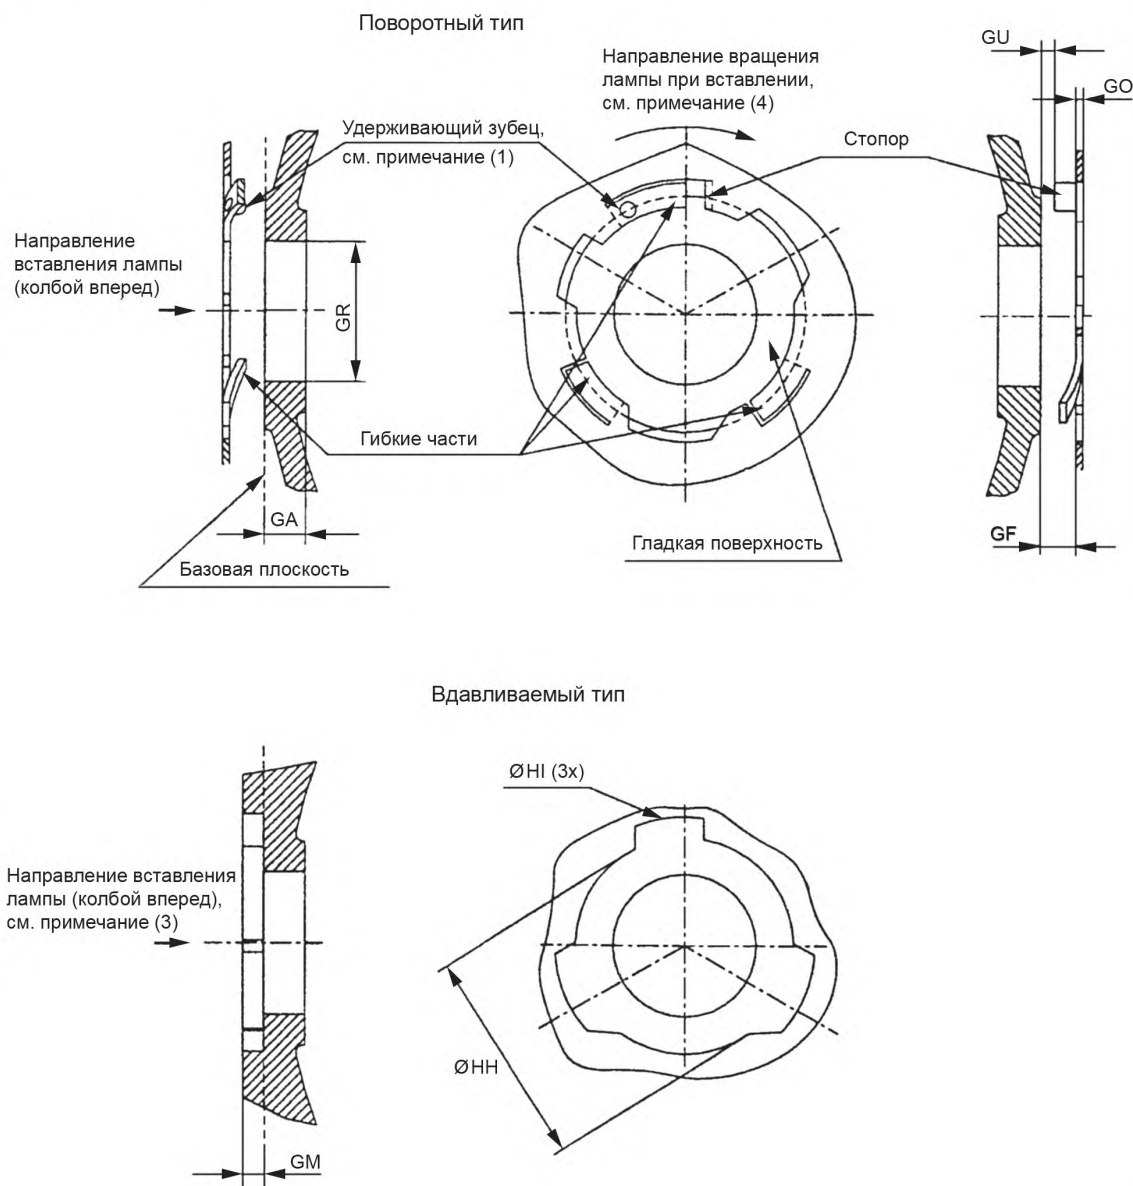 Поворотный тип
Направление вращения
лампы при вставлении,
см. примечание (4)
GU
GO
Удерживающий зубец,
см. примечание (1)
Стопор
Направление
вставления лампы
(колбой вперед)
GR
Гибкие части
GA
Базовая плоскость
Гладкая поверхность
GF
Вдавливаемый тип
ØHI (3x)
Направление вставления
лампы (колбой вперед),
см. примечание (3)
ØHH
GM